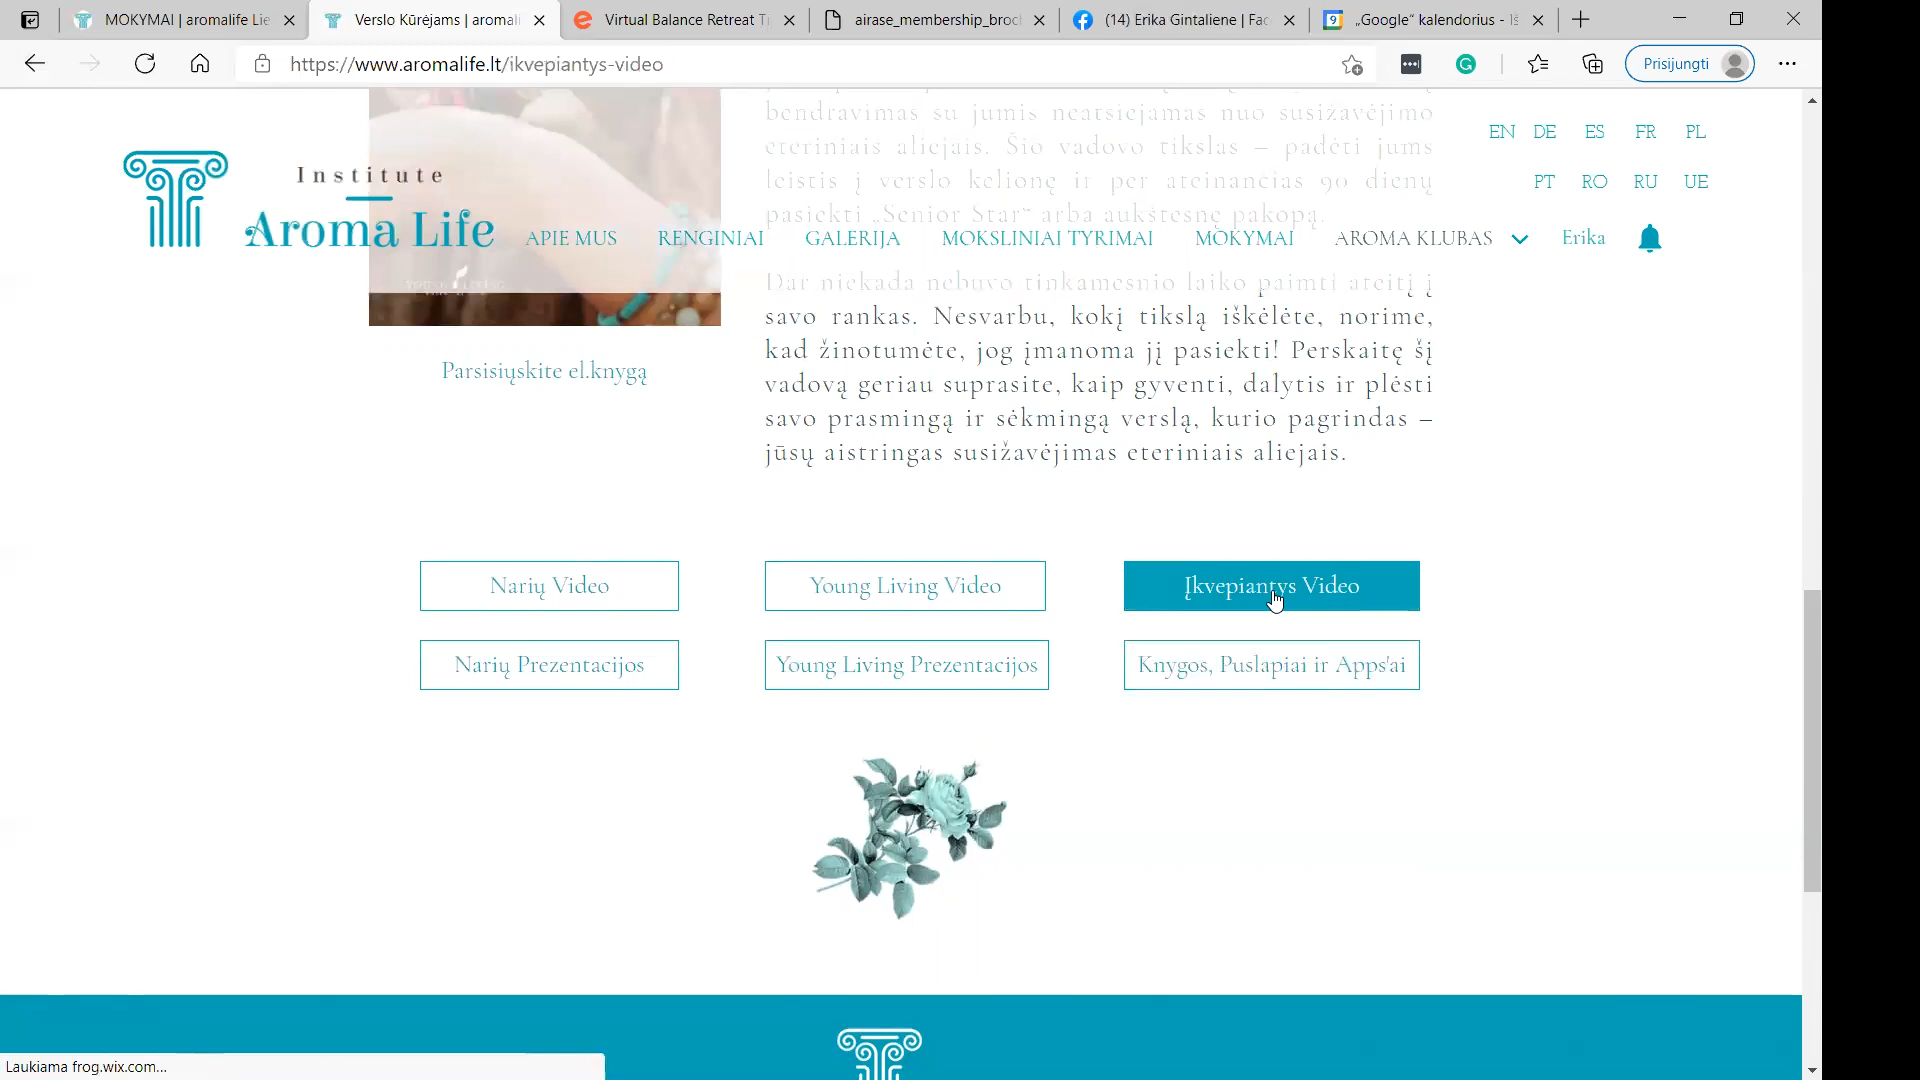 MOKYMAI | aromalife Lie
Verslo Kūrėjams | aromali
Virtual Balance Retreat T
airase_membership_broc
(14) Erika Gintaliene | Fac
„Google“ kalendorius - Iš
https://www.aromalife.lt/ikvepiantys-video
Prisijungti
bendravimas su jumis neatsiejamas nuo susižavėjimo
eteriniais aliejais. Šio vadovo tikslas – padėti jums
leistis į verslo kelionę ir per ateinančias 90 dienų
pasiekti „Senior Star“ arba aukštesnę pakopą.
EN DE ES FR PL
PT RO RU UE
Institute
Aroma Life
APIE MUS RENGINIAI GALERIJA MOKSLINIAI TYRIMAI MOKYMAI AROMA KLUBAS Erika
Dar niekada nebuvo tinkamesnio laiko paimti ateitį į
savo rankas. Nesvarbu, kokį tikslą iškėlėte, norime,
kad žinotumėte, jog įmanoma jį pasiekti! Perskaitę šį
vadovą geriau suprasite, kaip gyventi, dalytis ir plėsti
savo prasmingą ir sėkmingą verslą, kurio pagrindas –
jūsų aistringas susižavėjimas eteriniais aliejais.
Parsisiųskite el.knygą
Narių Video
Young Living Video
Įkvepiantys Video
Narių Prezentacijos
Young Living Prezentacijos
Knygos, Puslapiai ir Apps'ai
Laukiama frog.wix.com...